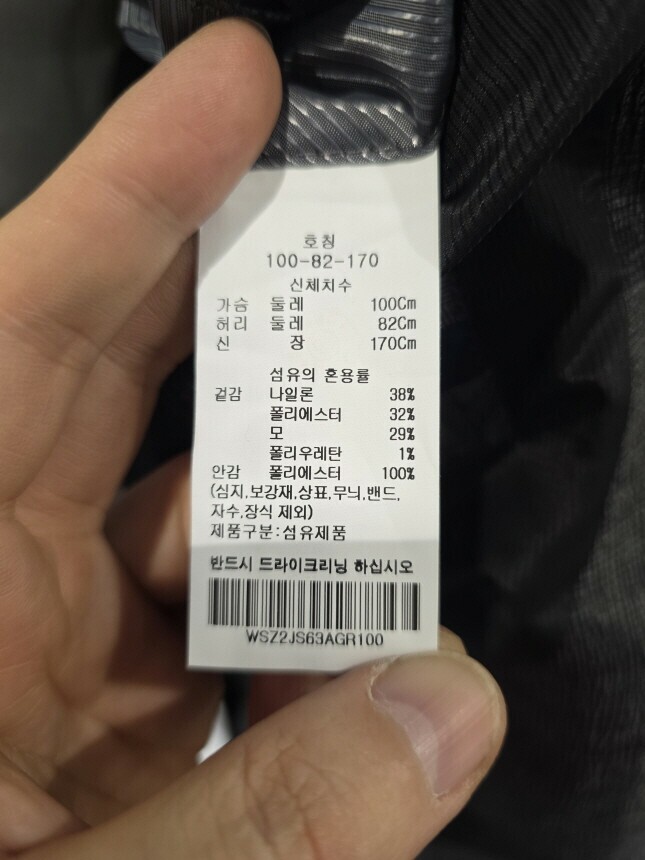 호칭
100-82-170
신체치수
가슴 둘레 100Cm
허리 둘레 82Cm
신 장 170Cm
섬유의 혼용률
겉감 나일론 38%
폴리에스터 32%
모 29%
폴리우레탄 1%
안감 폴리에스터 100%
(심지,보강재,상표,무늬,밴드,
자수,장식 제외)
제품구분:섬유제품
반드시 드라이크리닝 하십시오
WSZ2JS63AGR100